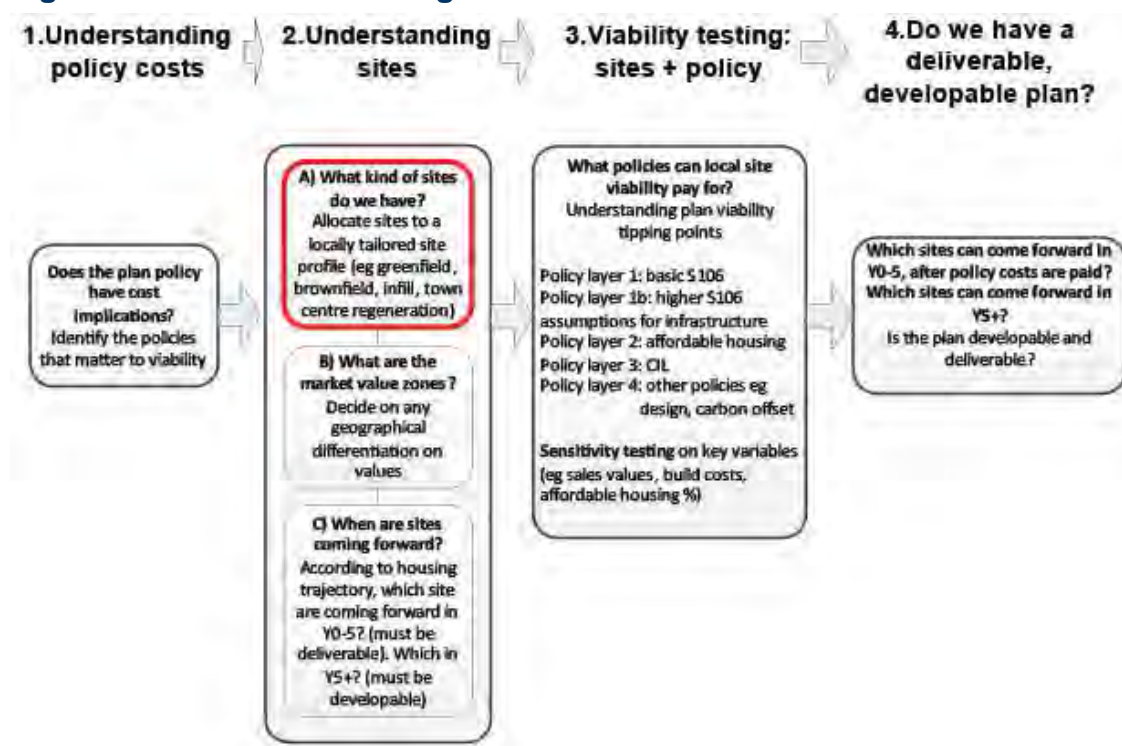 1.Understanding
policy costs
2.Understanding
sites
3.Viability testing:
sites + policy
4.Do we have a
deliverable,
developable plan?
Does the plan policy
have cost
implications?
Identify the policies
that matter to viability
A) What kind of sites
do we have?
Allocate sites to a
locally tailored site
profile (eg greenfield,
brownfield, infill, town
centre regeneration)
B) What are the
market value zones?
Decide on any
geographical
differentiation on
values
C) When are sites
coming forward?
According to housing
trajectory, which site
are coming forward in
Y0-5? (must be
deliverable). Which in
Y5+? (must be
developable)
What policies can local site
viability pay for?
Understanding plan viability
tipping points
Policy layer 1: basic S106
Policy layer 1b: higher S106
assumptions for infrastructure
Policy layer 2: affordable housing
Policy layer 3: CIL
Policy layer 4: other policies eg
design, carbon offset
Sensitivity testing on key variables
(eg sales values, build costs,
affordable housing %)
Which sites can come forward in
Y0-5, after policy costs are paid?
Which sites can come forward in
Y5+?
Is the plan developable and
deliverable?